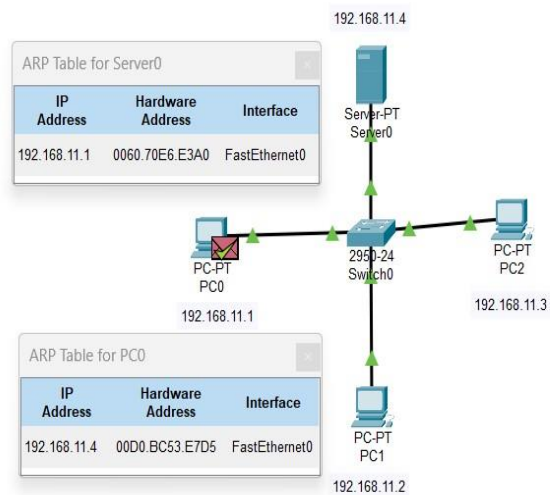 192.168.11.4
ARP Table for Server0
IP Address Hardware Address Interface
192.168.11.1 0060.70E6.E3A0 FastEthernet0
Server-PT
Server0
PC-PT
PC0
192.168.11.1
2950-24
Switch0
PC-PT
PC2
192.168.11.3
ARP Table for PC0
IP Address Hardware Address Interface
192.168.11.4 00D0.BC53.E7D5 FastEthernet0
PC-PT
PC1
192.168.11.2